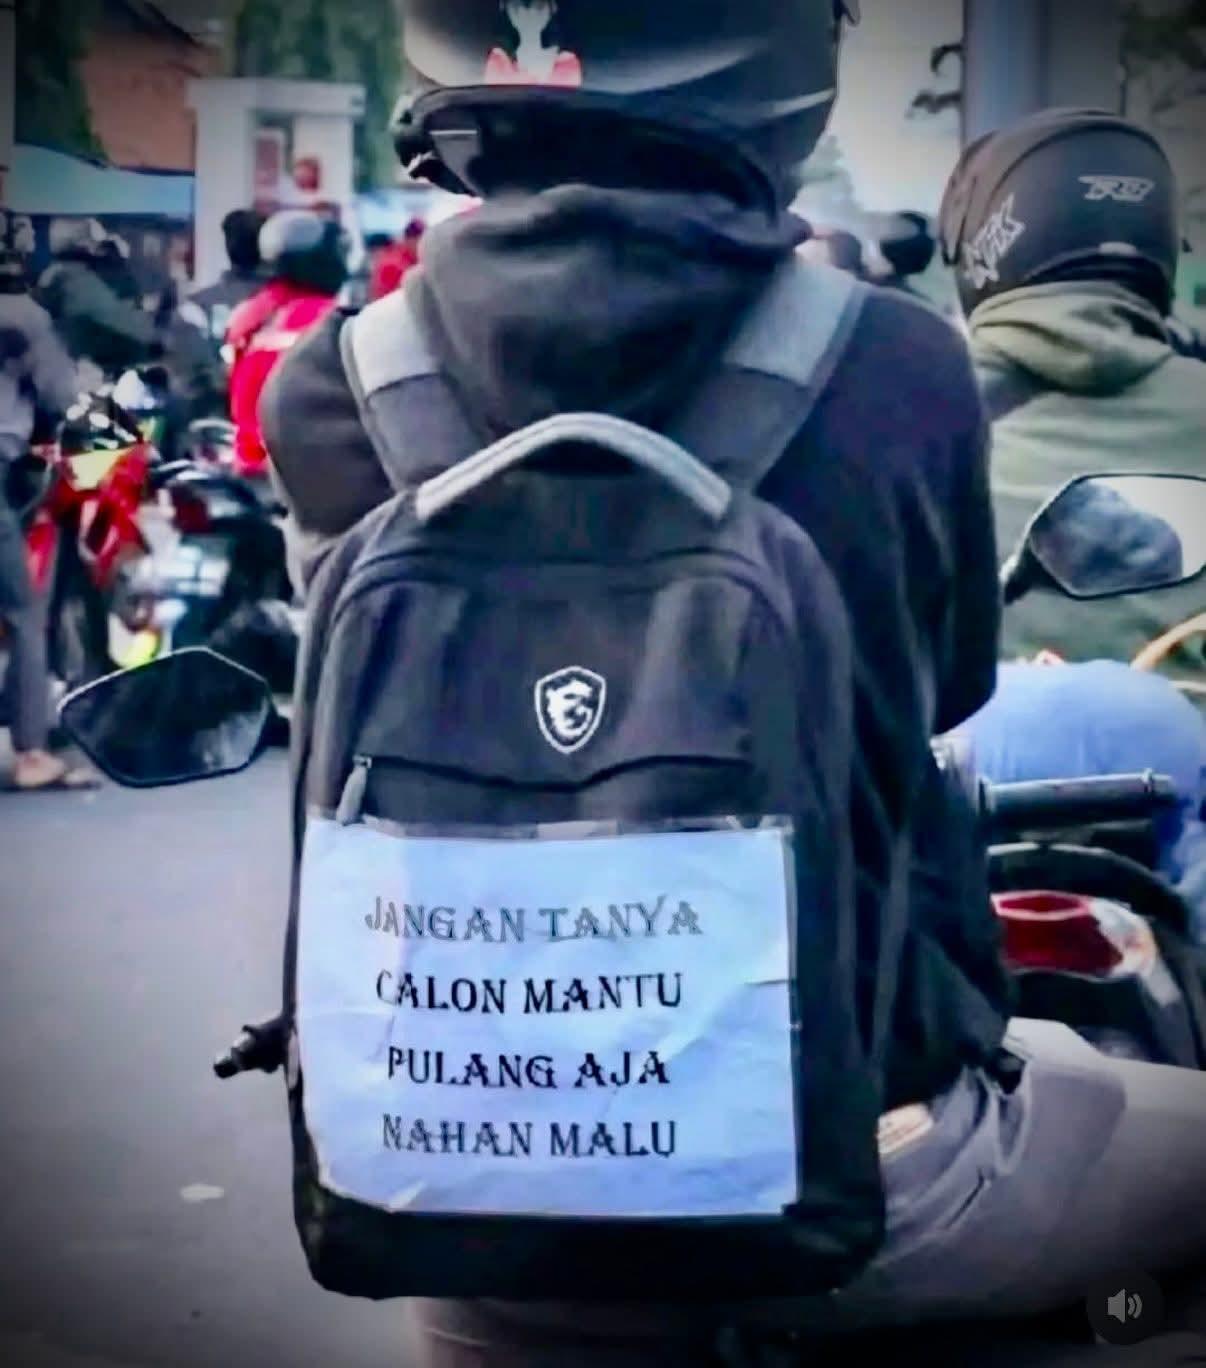 JANGAN TANYA
CALON MANTU
PULANG AJA
NAHAN MALU